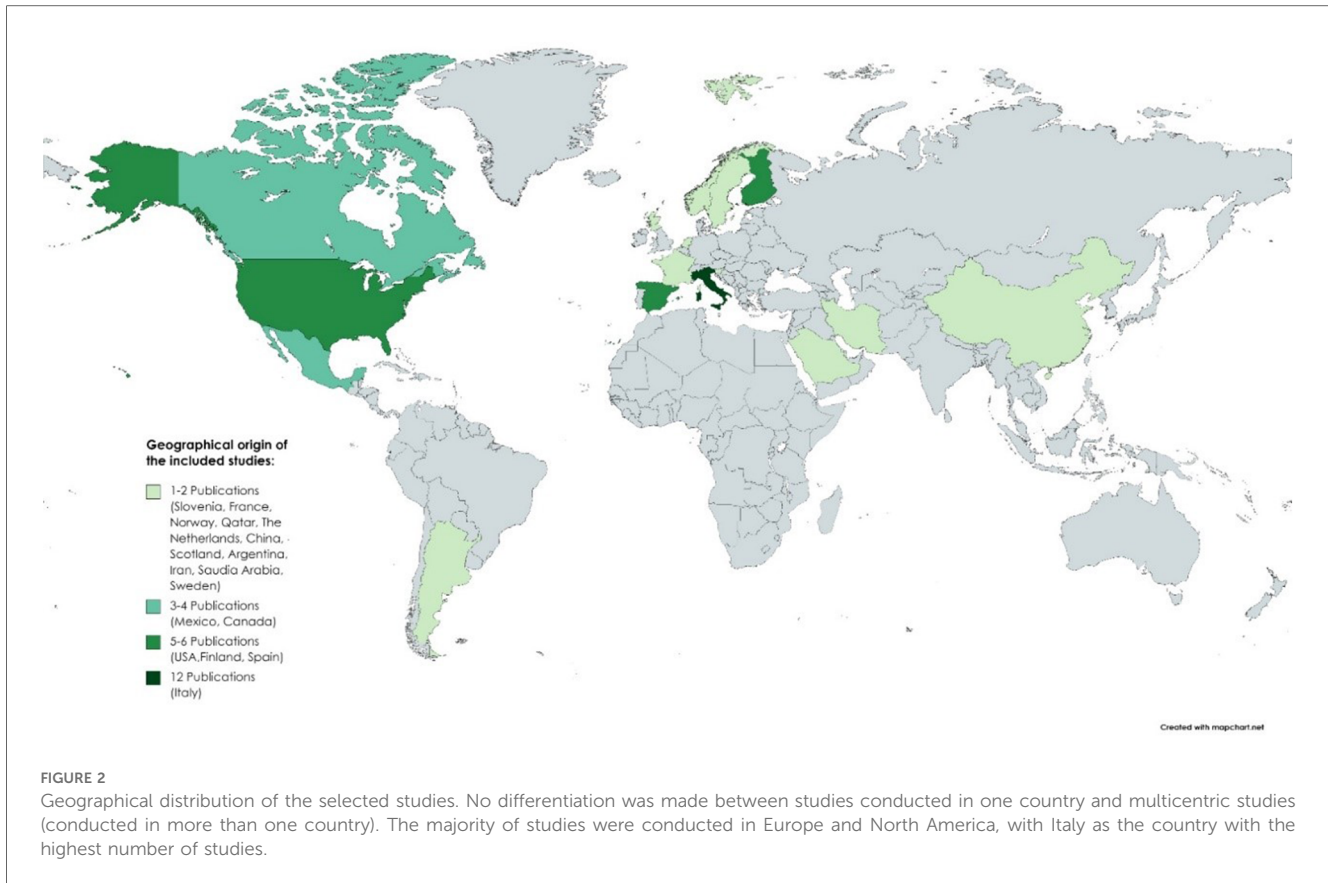 Geographical origin of
the included studies:
1-2 Publications
(Slovenia, France,
Norway, Qatar, The
Netherlands, China,
Scotland, Argentina,
Iran, Saudia Arabia,
Sweden)
3-4 Publications
(Mexico, Canada)
5-6 Publications
(USA,Finland, Spain)
12 Publications
(Italy)
Created with mapchart.net
FIGURE 2
Geographical distribution of the selected studies. No differentiation was made between studies conducted in one country and multicentric studies
(conducted in more than one country). The majority of studies were conducted in Europe and North America, with Italy as the country with the
highest number of studies.